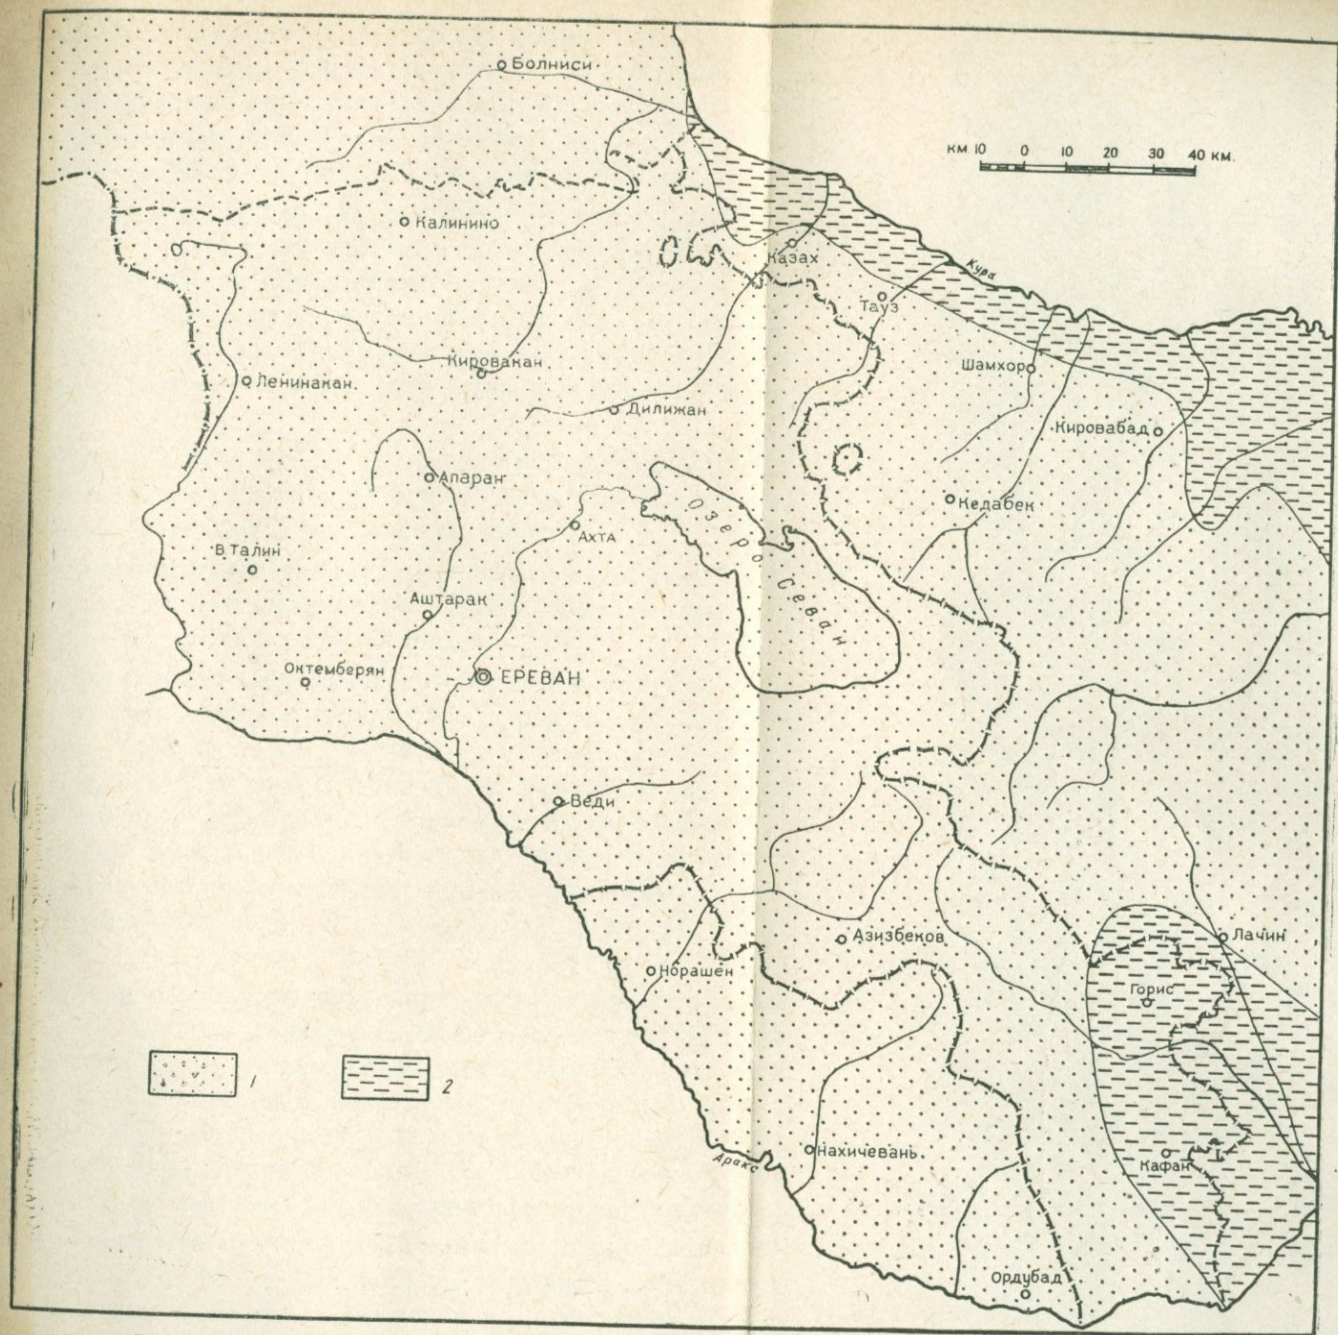 Болниси
КМ 10 0 10 20 30 40 КМ.
Калинино
Казах
Кура
Тауз
Кировакан
Шамхор
Ленинакан
Дилижан
Кировабад
Апаран
Озеро Севан
Кедабек
Ахта
В Талин
Аштарак
Октемберян
ЕРЕВАН
Веди
Азизбеков
Лачин
Норашен
Горис
1
2
Нахичевань
Аракс
Кафан
Ордубад